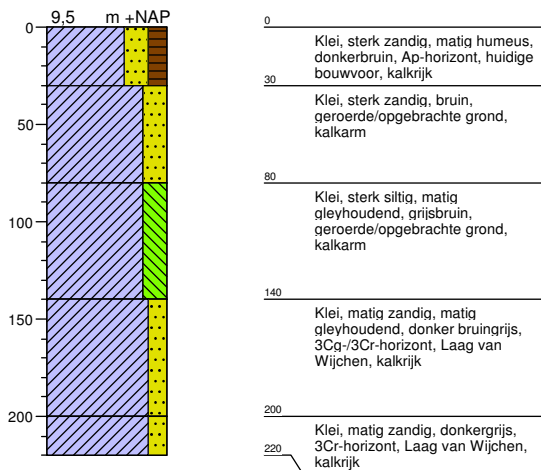 9,5 m +NAP
0
50
100
150
200
0
Klei, sterk zandig, matig humeus,
donkerbruin, Ap-horizont, huidige
bouwvoor, kalkrijk
30
Klei, sterk zandig, bruin,
geroerde/opgebrachte grond,
kalkarm
80
Klei, sterk siltig, matig
gleyhoudend, grijsbruin,
geroerde/opgebrachte grond,
kalkarm
140
Klei, matig zandig, matig
gleyhoudend, donker bruingrijs,
3Cg-/3Cr-horizont, Laag van
Wijchen, kalkrijk
200
Klei, matig zandig, donkergrijs,
3Cr-horizont, Laag van Wijchen,
kalkrijk
220